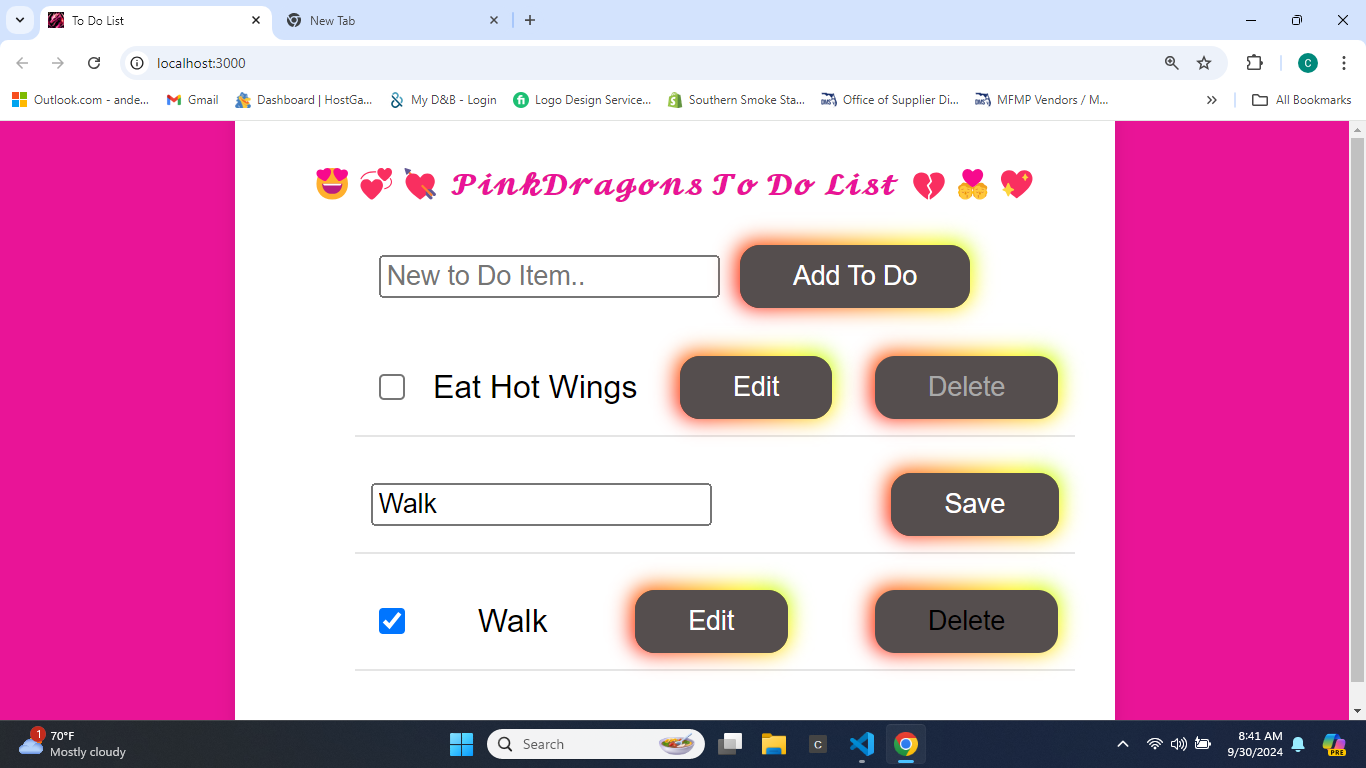 To Do List
New Tab
localhost:3000
C
Outlook.com - ande...
Gmail
Dashboard | HostGa...
My D&B - Login
Logo Design Service...
Southern Smoke Sta...
Office of Supplier Di...
MFMP Vendors / M...
All Bookmarks
😍 💞 💘 𝓟𝓲𝓷𝓴𝓓𝓻𝓪𝓰𝓸𝓷𝓼 𝓣𝓸 𝓓𝓸 𝓛𝓲𝓼𝓽 💔 🫶 💖
New to Do Item..
Add To Do
Eat Hot Wings
Edit
Delete
Walk
Save
Walk
Edit
Delete
1
70°F
Mostly cloudy
Search
C
8:41 AM
9/30/2024
PRE